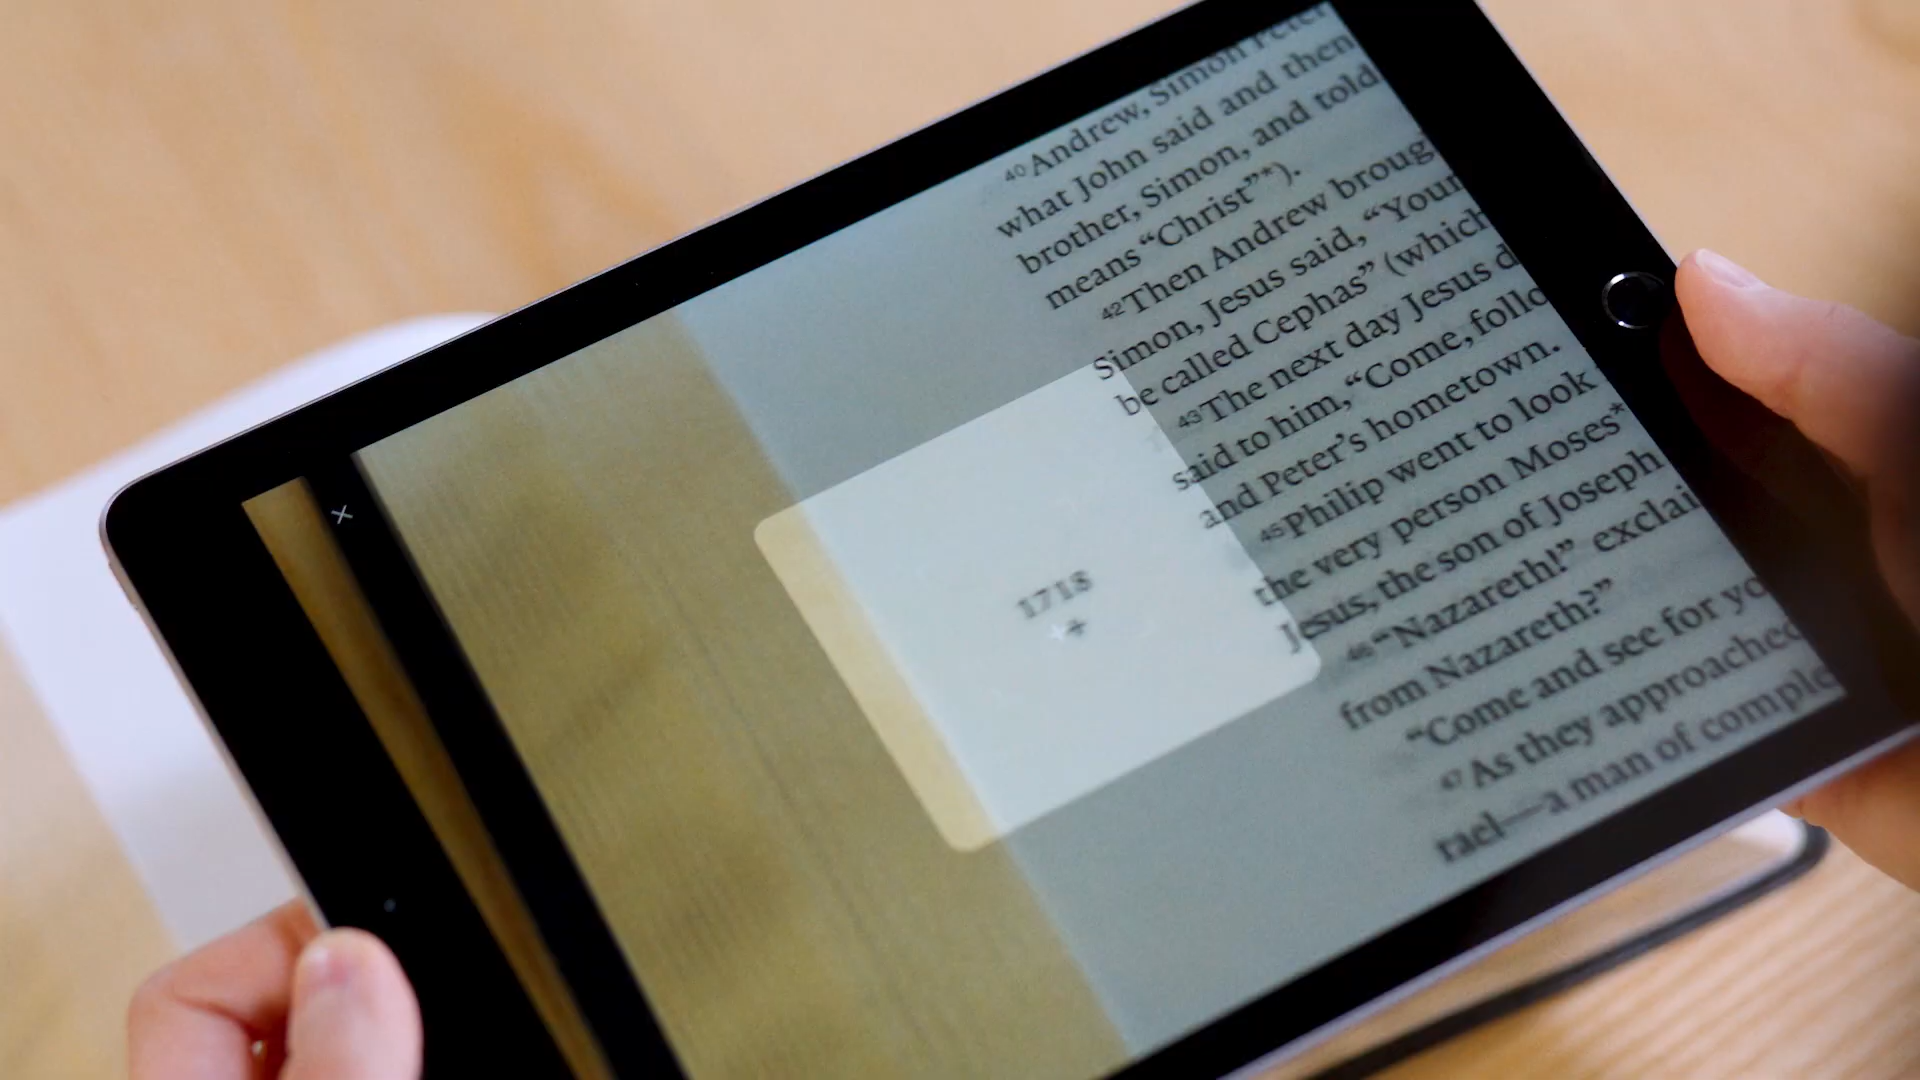 ⁴⁰Andrew, Simon Peter
what John said and then
brother, Simon, and told
means “Christ”*).
⁴²Then Andrew broug
Simon, Jesus said, “Your
be called Cephas” (which
⁴³The next day Jesus d
said to him, “Come, follo
and Peter’s hometown.
⁴⁵Philip went to look
the very person Moses*
Jesus, the son of Joseph
⁴⁶“Nazareth!” exclai
from Nazareth?”
“Come and see for yo
⁴⁷As they approached
rael—a man of comple
1718